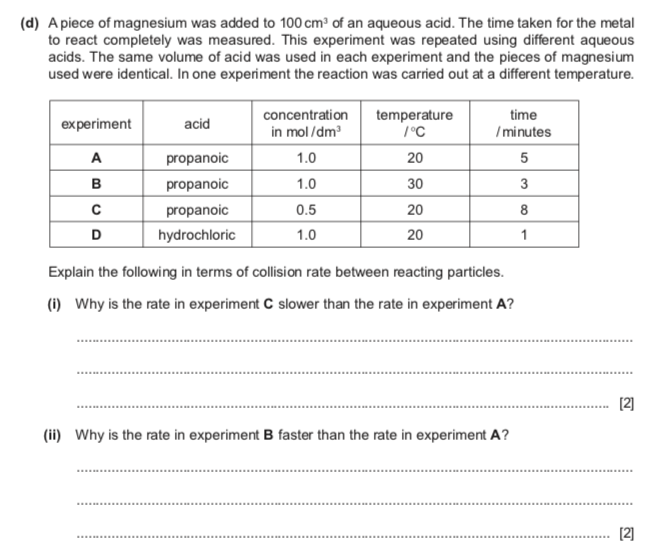 (d) A piece of magnesium was added to 100 cm³ of an aqueous acid. The time taken for the metal
to react completely was measured. This experiment was repeated using different aqueous
acids. The same volume of acid was used in each experiment and the pieces of magnesium
used were identical. In one experiment the reaction was carried out at a different temperature.
experiment acid concentration in mol/dm³ temperature /°C time /minutes
A propanoic 1.0 20 5
B propanoic 1.0 30 3
C propanoic 0.5 20 8
D hydrochloric 1.0 20 1
Explain the following in terms of collision rate between reacting particles.
(i) Why is the rate in experiment C slower than the rate in experiment A?
[2]
(ii) Why is the rate in experiment B faster than the rate in experiment A?
[2]